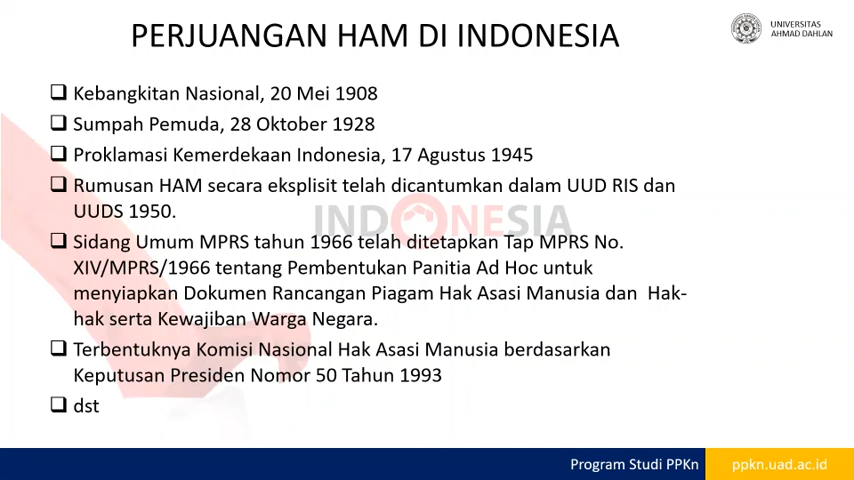 PERJUANGAN HAM DI INDONESIA
UNIVERSITAS
AHMAD DAHLAN
Kebangkitan Nasional, 20 Mei 1908
Sumpah Pemuda, 28 Oktober 1928
Proklamasi Kemerdekaan Indonesia, 17 Agustus 1945
Rumusan HAM secara eksplisit telah dicantumkan dalam UUD RIS dan
UUDS 1950.
INDONESIA
Sidang Umum MPRS tahun 1966 telah ditetapkan Tap MPRS No.
XIV/MPRS/1966 tentang Pembentukan Panitia Ad Hoc untuk
menyiapkan Dokumen Rancangan Piagam Hak Asasi Manusia dan Hak-
hak serta Kewajiban Warga Negara.
Terbentuknya Komisi Nasional Hak Asasi Manusia berdasarkan
Keputusan Presiden Nomor 50 Tahun 1993
dst
Program Studi PPKn
ppkn.uad.ac.id